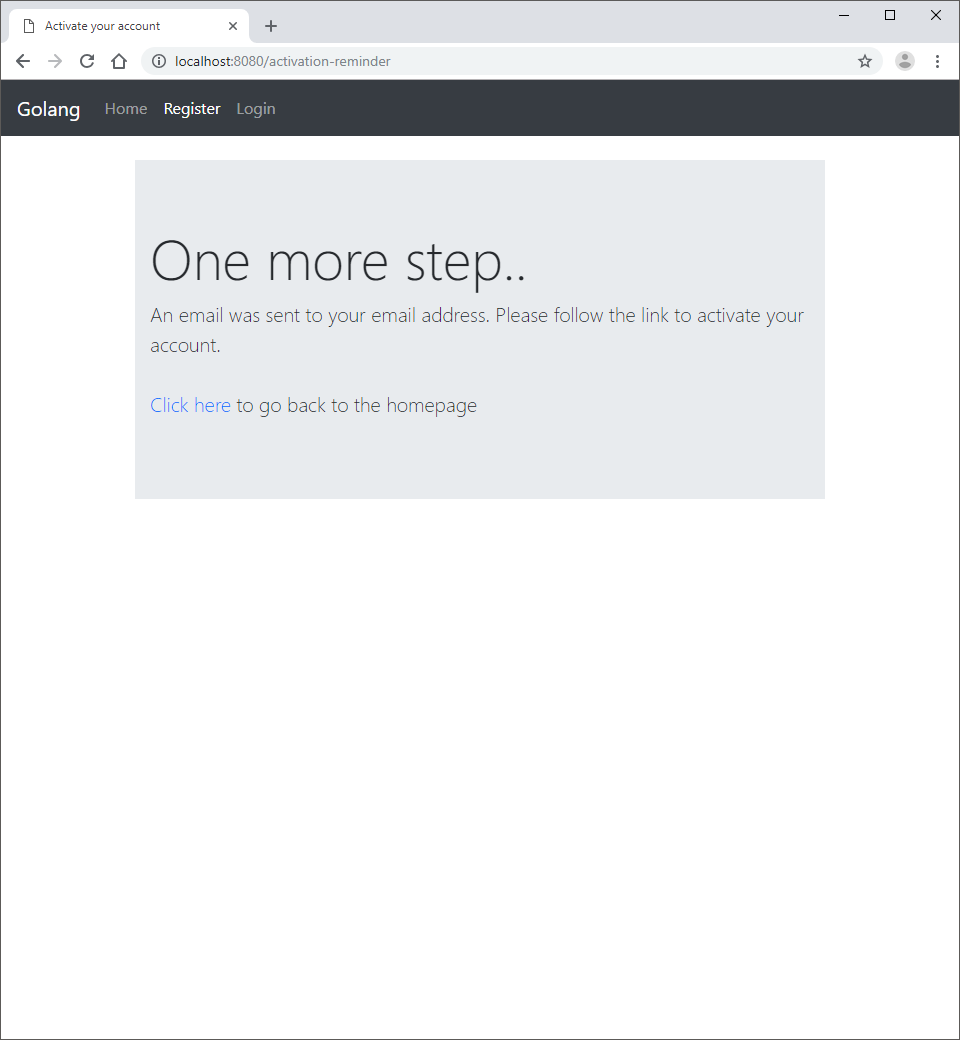 Activate your account
localhost:8080/activation-reminder
Golang Home Register Login
One more step..
An email was sent to your email address. Please follow the link to activate your
account.
Click here to go back to the homepage